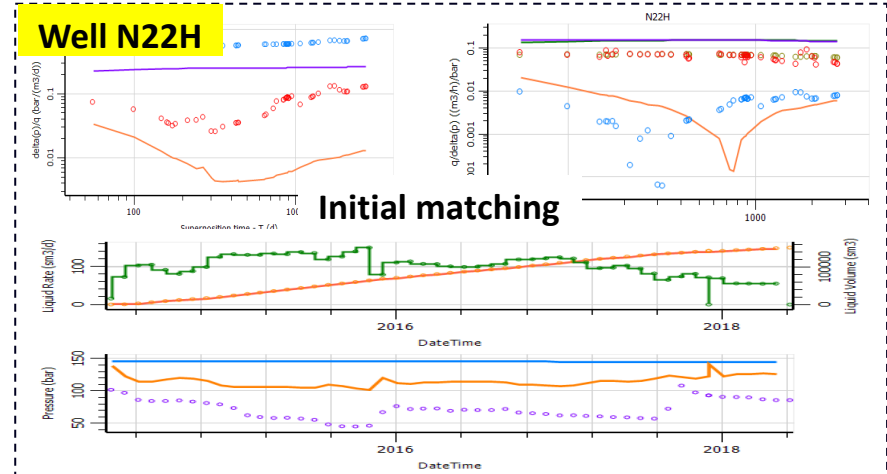 Well N22H
N22H
delta(p)/q (bar/(m3/d))
0.1
0.01
100
Superposition time - T (d)
q/delta(p) ((m3/h)/bar)
0.1
0.01
0.001
1E-4
1000
Initial matching
Liquid Rate (sm3/d)
100
0
100000
0
Liquid Volume (sm3)
2016
2018
DateTime
Pressure (bar)
150
100
50
2016
2018
DateTime